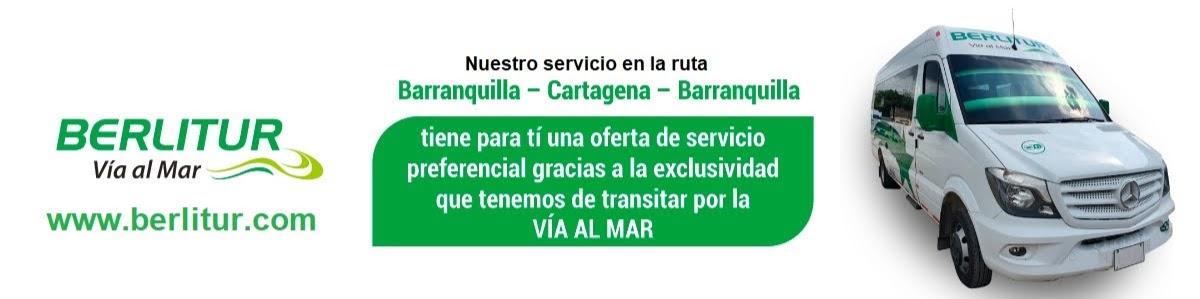 BERLITUR
Vía al Mar
www.berlitur.com
Nuestro servicio en la ruta
Barranquilla – Cartagena – Barranquilla
tiene para tí una oferta de servicio
preferencial gracias a la exclusividad
que tenemos de transitar por la
VÍA AL MAR
BERLITUR
Vía al Mar